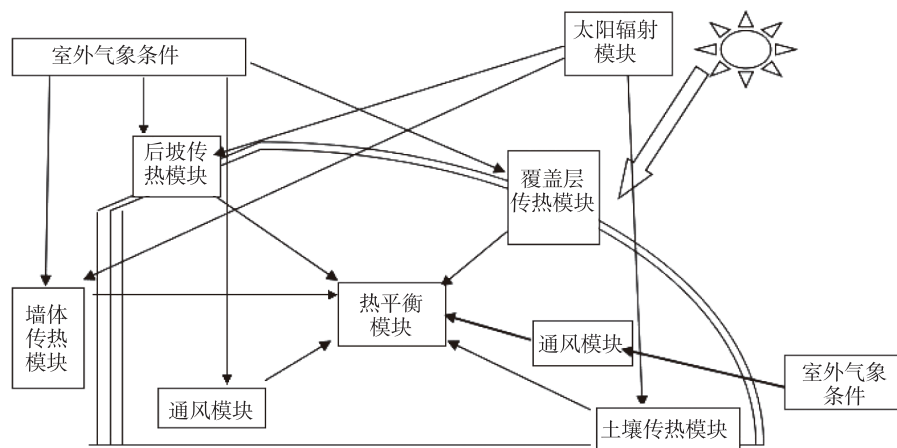 室外气象条件
太阳辐射
模块
后坡传
热模块
覆盖层
传热模块
墙体
传热
模块
热平衡
模块
通风模块
室外气象
条件
通风模块
土壤传热模块